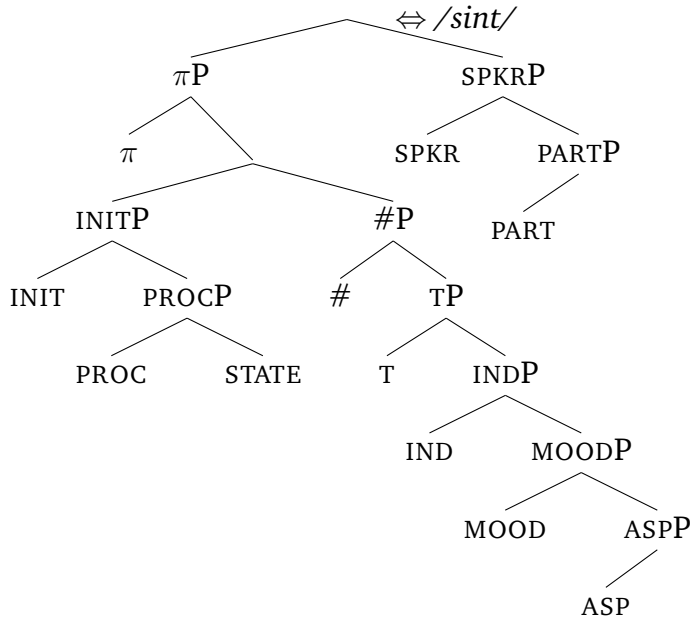 ⇔ /sint/
πP SPKRP
π SPKR PARTP
INITP #P PART
INIT PROCP # TP
PROC STATE T INDP
IND MOODP
MOOD ASPP
ASP